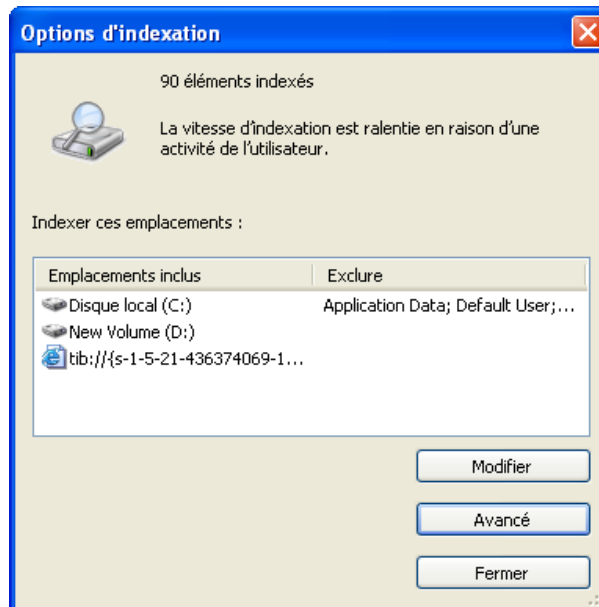 Options d'indexation
90 éléments indexés
La vitesse d'indexation est ralentie en raison d'une
activité de l'utilisateur.
Indexer ces emplacements :
Emplacements inclus Exclure
Disque local (C:) Application Data; Default User;...
New Volume (D:)
tib://{s-1-5-21-436374069-1...
Modifier
Avancé
Fermer